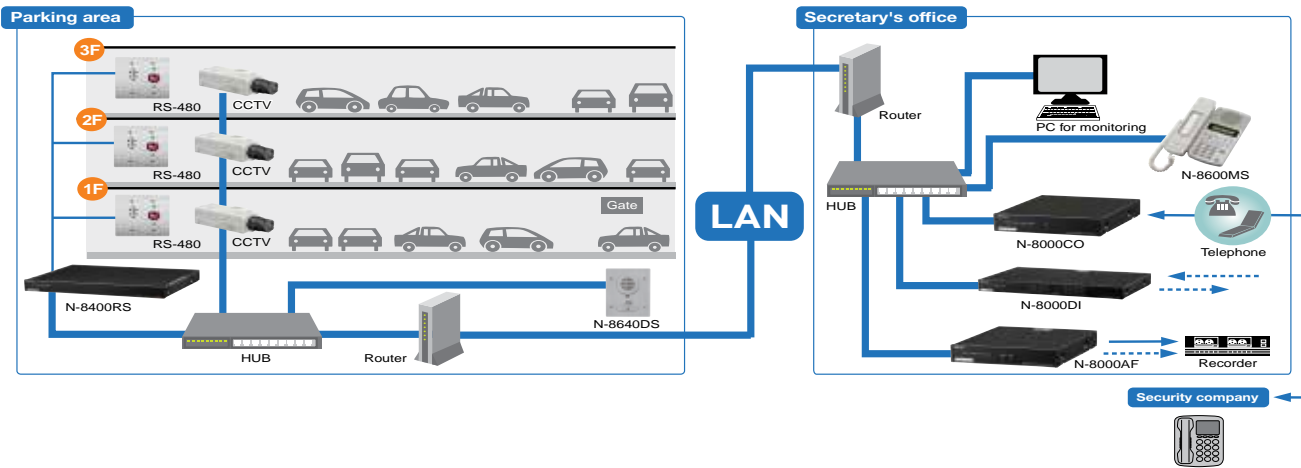 Parking area
3F
RS-480
CCTV
2F
RS-480
CCTV
1F
RS-480
CCTV
Gate
N-8400RS
HUB
Router
N-8640DS
LAN
Secretary's office
Router
PC for monitoring
N-8600MS
HUB
N-8000CO
Telephone
N-8000DI
N-8000AF
Recorder
Security company